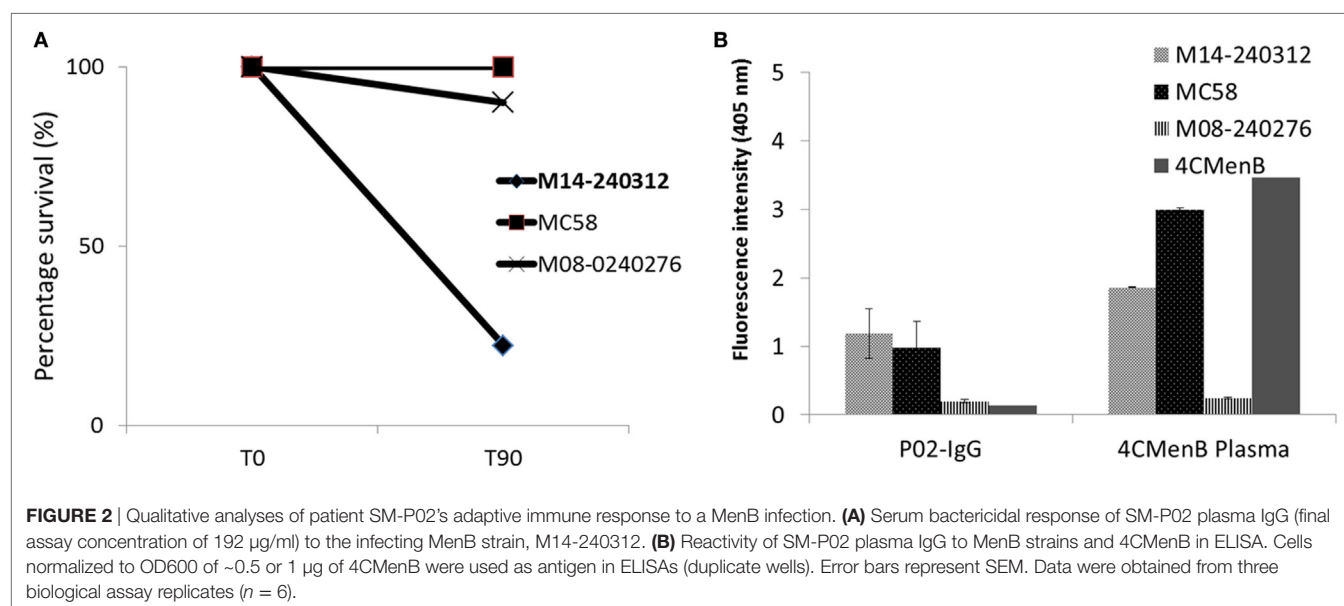 A
Percentage survival (%)
100
50
0
T0
T90
M14-240312
MC58
M08-0240276
B
Fluorescence intensity (405 nm)
5
4
3
2
1
0
P02-IgG
4CMenB Plasma
M14-240312
MC58
M08-240276
4CMenB
FIGURE 2 | Qualitative analyses of patient SM-P02's adaptive immune response to a MenB infection. (A) Serum bactericidal response of SM-P02 plasma IgG (final
assay concentration of 192 µg/ml) to the infecting MenB strain, M14-240312. (B) Reactivity of SM-P02 plasma IgG to MenB strains and 4CMenB in ELISA. Cells
normalized to OD600 of ~0.5 or 1 µg of 4CMenB were used as antigen in ELISAs (duplicate wells). Error bars represent SEM. Data were obtained from three
biological assay replicates (n = 6).